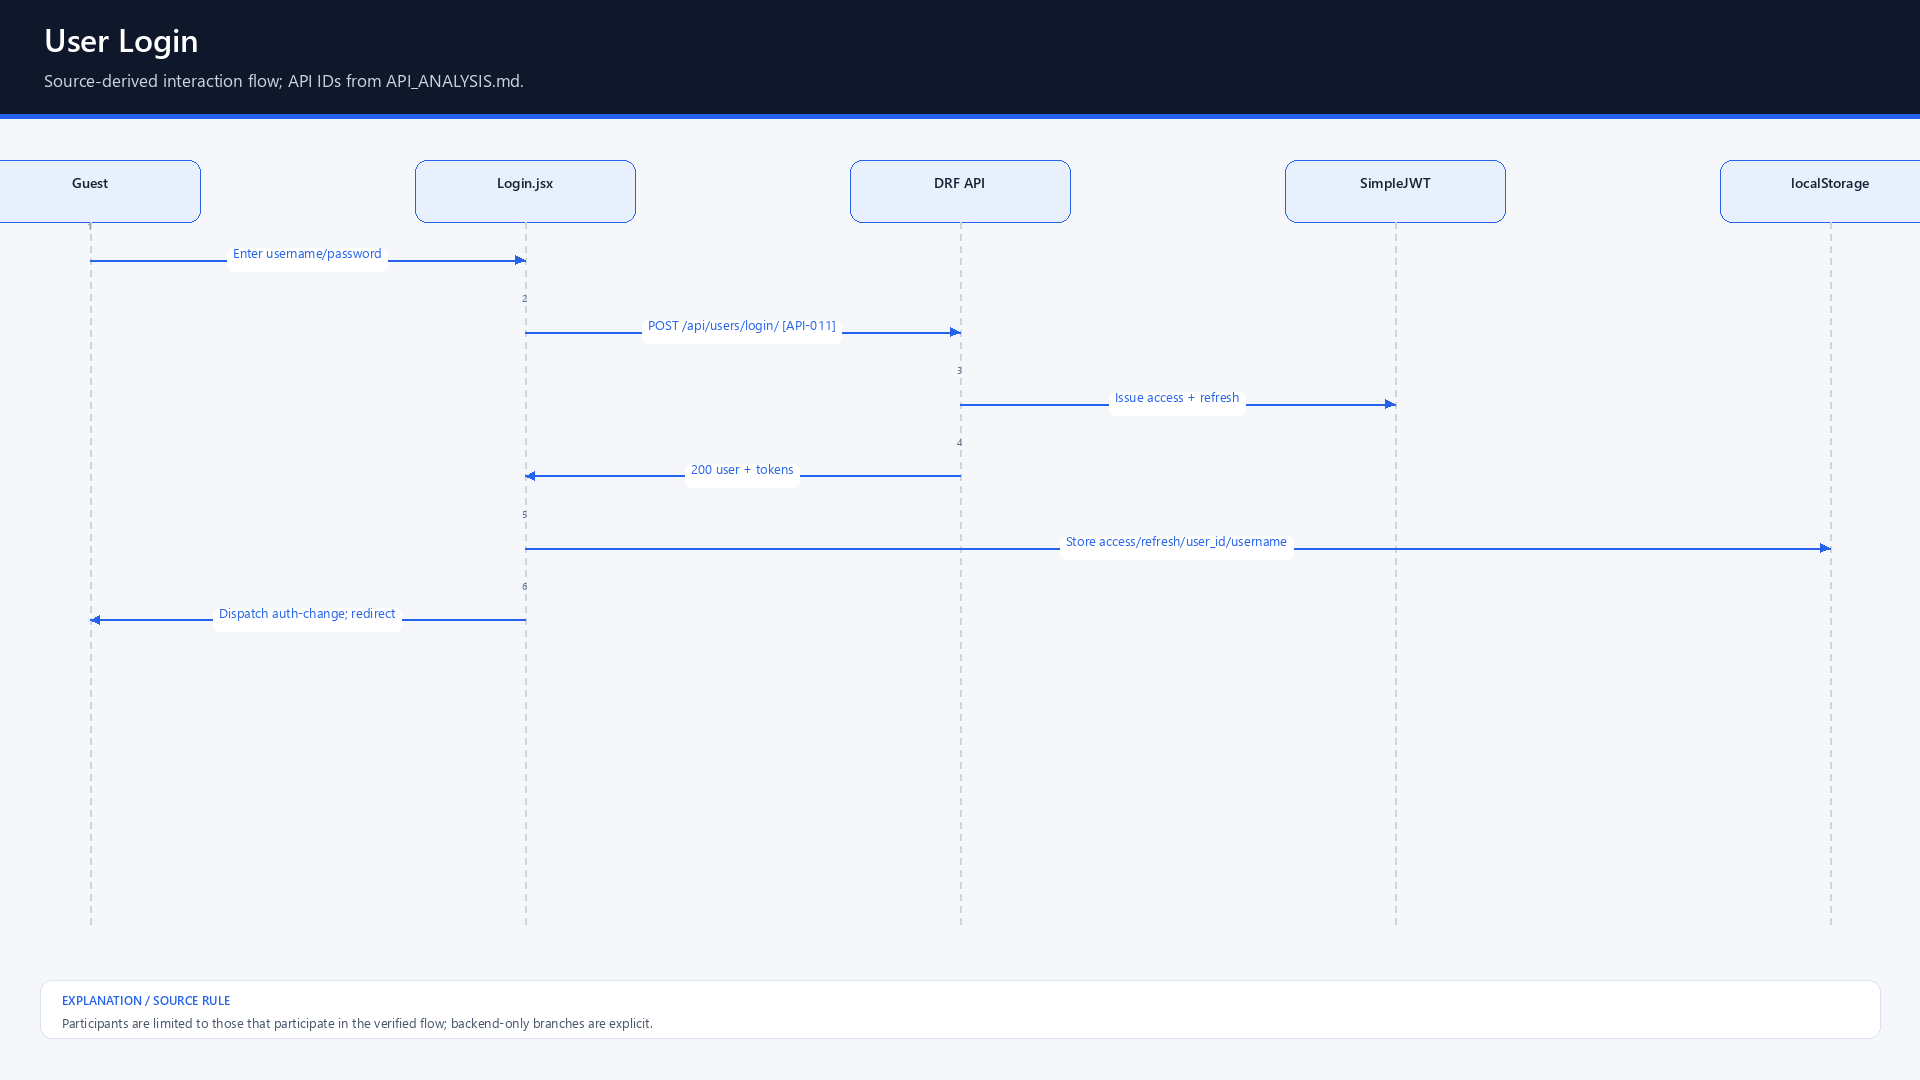 User Login
Source-derived interaction flow; API IDs from API_ANALYSIS.md.
Guest
Login.jsx
DRF API
SimpleJWT
localStorage
1
Enter username/password
2
POST /api/users/login/ [API-011]
3
Issue access + refresh
4
200 user + tokens
5
Store access/refresh/user_id/username
6
Dispatch auth-change; redirect
EXPLANATION / SOURCE RULE
Participants are limited to those that participate in the verified flow; backend-only branches are explicit.